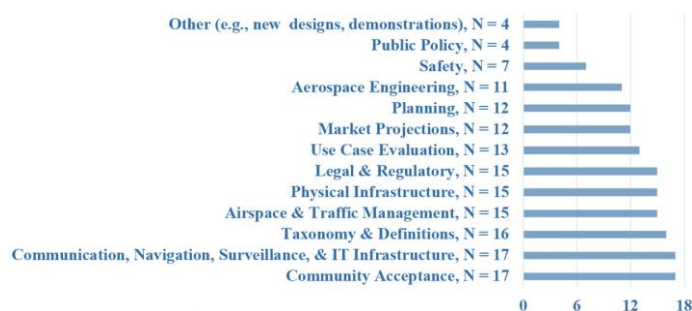 Other (e.g., new designs, demonstrations), N = 4
Public Policy, N = 4
Safety, N = 7
Aerospace Engineering, N = 11
Planning, N = 12
Market Projections, N = 12
Use Case Evaluation, N = 13
Legal & Regulatory, N = 15
Physical Infrastructure, N = 15
Airspace & Traffic Management, N = 15
Taxonomy & Definitions, N = 16
Communication, Navigation, Surveillance, & IT Infrastructure, N = 17
Community Acceptance, N = 17
0 6 12 18